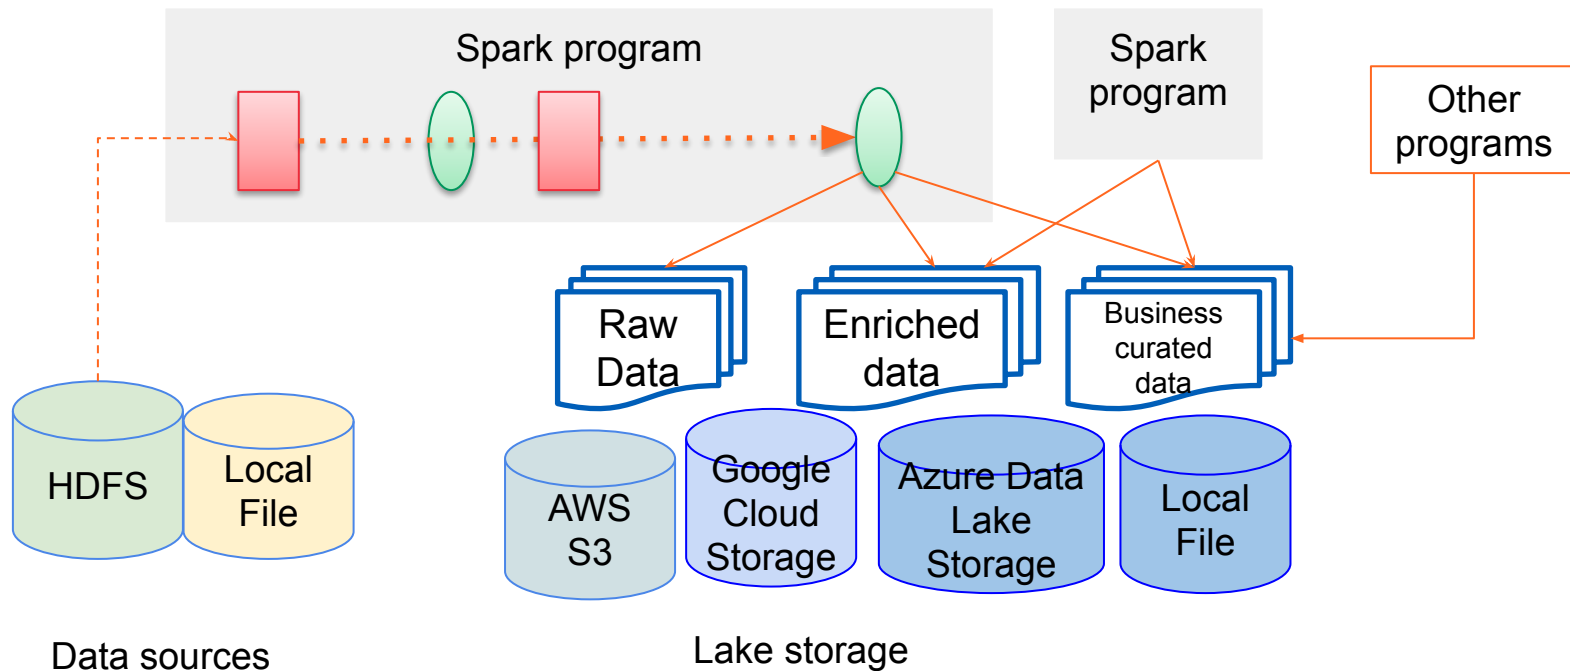 Spark program
Spark
program
Other
programs
Raw
Data
Enriched
data
Business
curated
data
HDFS
Local
File
AWS
S3
Google
Cloud
Storage
Azure Data
Lake
Storage
Local
File
Data sources
Lake storage